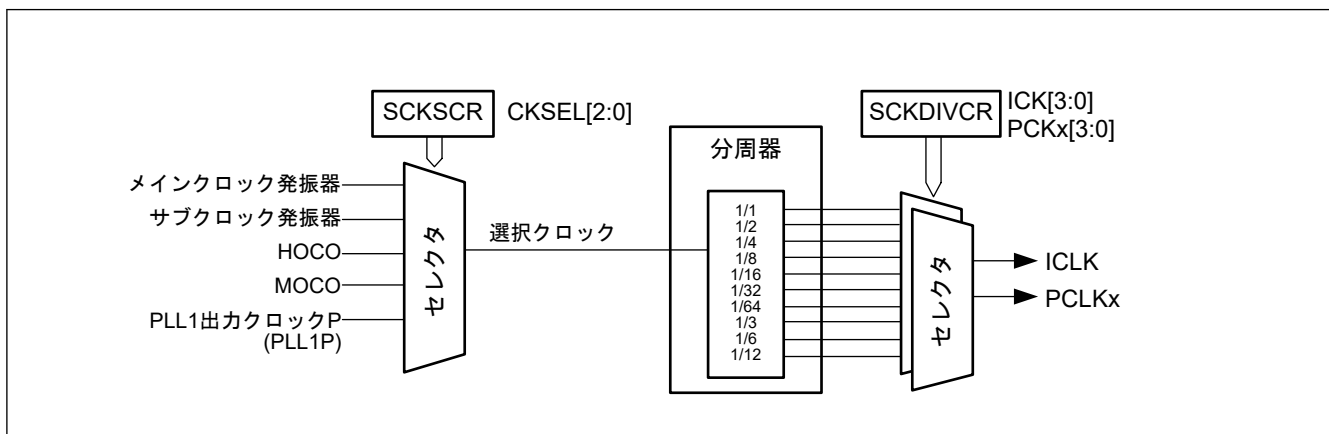 SCKSCR
CKSEL[2:0]
SCKDIVCR
ICK[3:0]
PCKx[3:0]
分周器
メインクロック発振器
サブクロック発振器
HOCO
MOCO
PLL1出力クロックP
(PLL1P)
セレクタ
選択クロック
1/1
1/2
1/4
1/8
1/16
1/32
1/64
1/3
1/6
1/12
セレクタ
ICLK
PCLKx